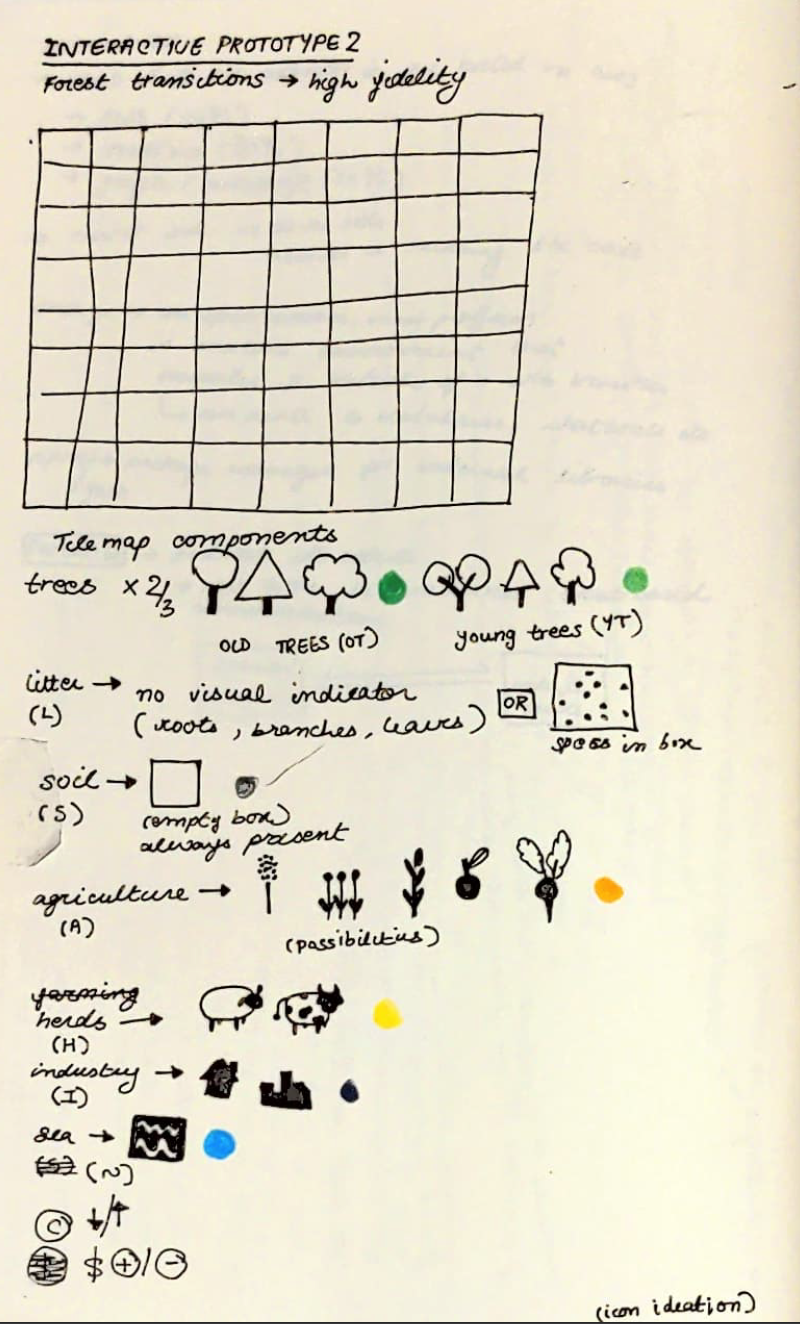 INTERACTIVE PROTOTYPE 2
Forest transitions → high fidelity
Tile map components
trees x 2/3
OLD TREES (OT)
young trees (YT)
litter → no visual indicator
(L) (roots, branches, leaves)
OR
specs in box
soil →
(S) (empty box)
always present
agriculture →
(A)
(possibilities)
farming
herds →
(H)
industry →
(I)
sea →
(S) (~)
C ↓/↑
$ $ + / -
(icon ideation)